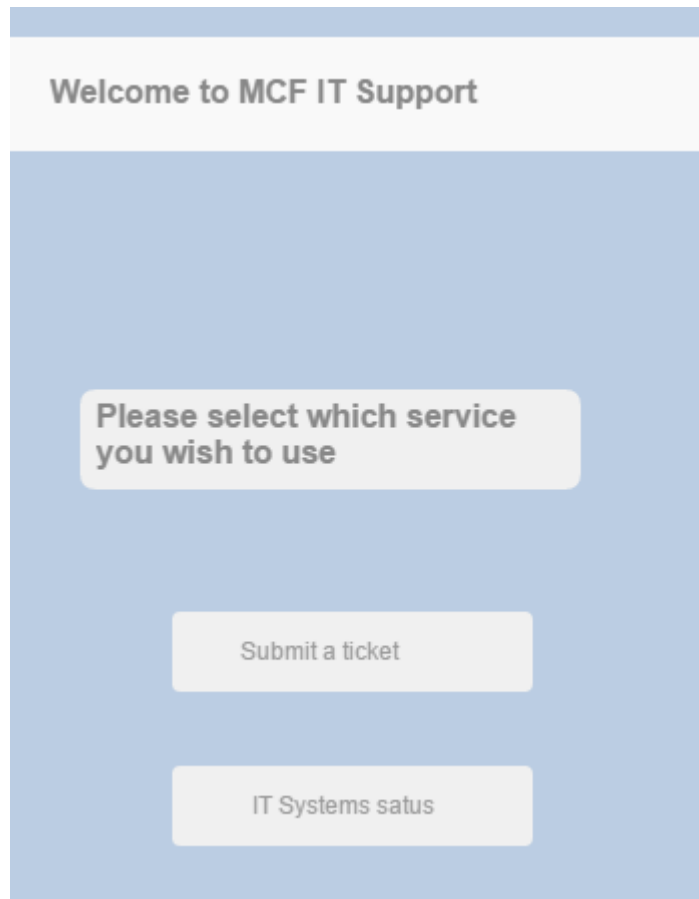 Welcome to MCF IT Support
Please select which service
you wish to use
Submit a ticket
IT Systems satus